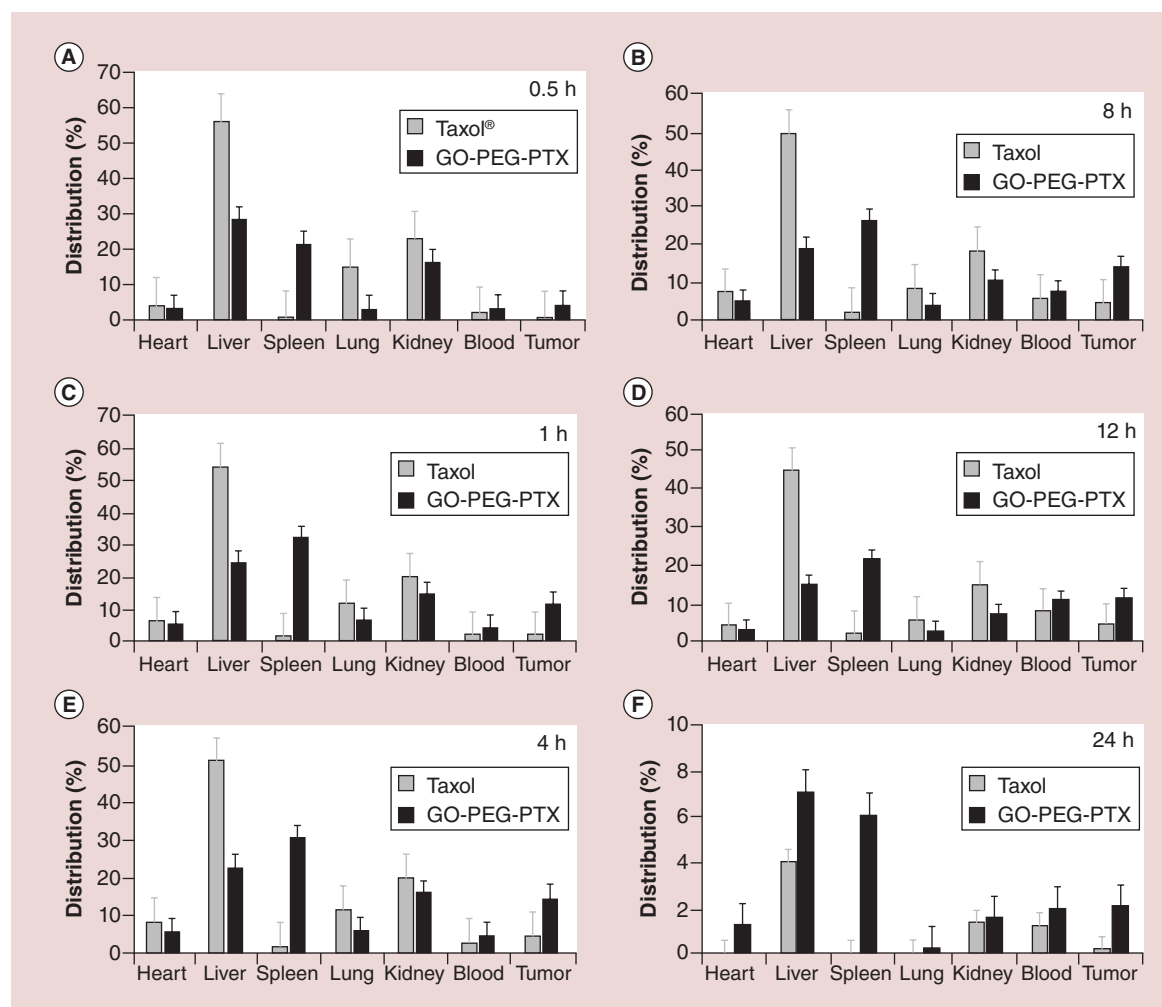 A
0.5 h
Taxol®
GO-PEG-PTX
Distribution (%)
70
60
50
40
30
20
10
0
Heart Liver Spleen Lung Kidney Blood Tumor
B
8 h
Taxol
GO-PEG-PTX
Distribution (%)
60
50
40
30
20
10
0
Heart Liver Spleen Lung Kidney Blood Tumor
C
1 h
Taxol
GO-PEG-PTX
Distribution (%)
70
60
50
40
30
20
10
0
Heart Liver Spleen Lung Kidney Blood Tumor
D
12 h
Taxol
GO-PEG-PTX
Distribution (%)
60
50
40
30
20
10
0
Heart Liver Spleen Lung Kidney Blood Tumor
E
4 h
Taxol
GO-PEG-PTX
Distribution (%)
60
50
40
30
20
10
0
Heart Liver Spleen Lung Kidney Blood Tumor
F
24 h
Taxol
GO-PEG-PTX
Distribution (%)
10
8
6
4
2
0
Heart Liver Spleen Lung Kidney Blood Tumor